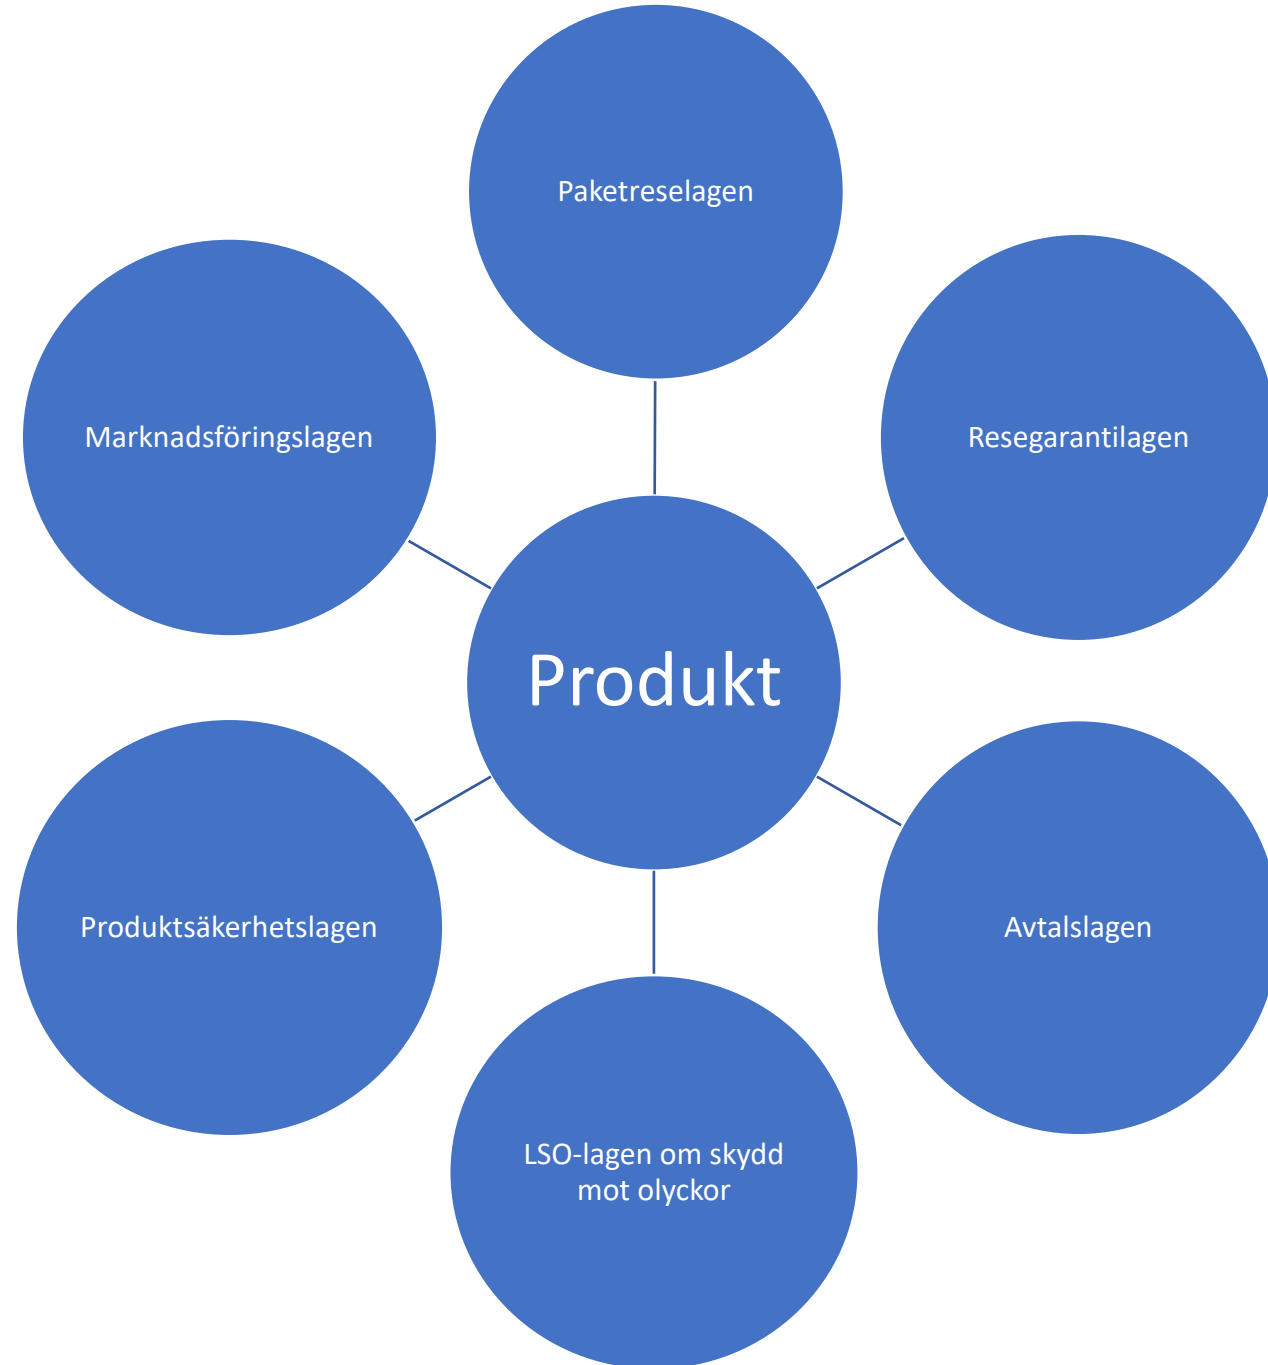 Paketreselagen
Marknadsföringslagen
Resegarantilagen
Produkt
Produktsäkerhetslagen
Avtalslagen
LSO-lagen om skydd
mot olyckor